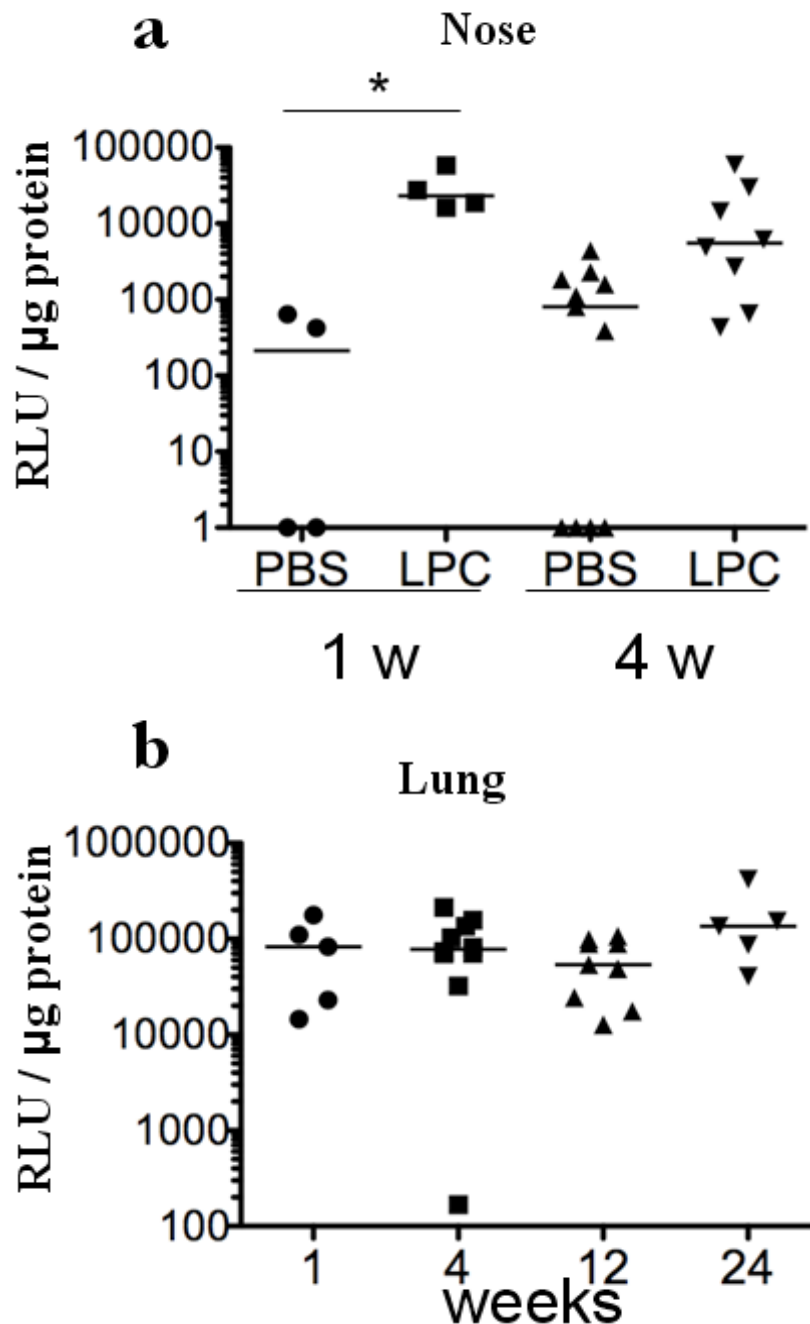 a
Nose
*
RLU / µg protein
100000
10000
1000
100
10
1
PBS LPC PBS LPC
1 w 4 w
b
Lung
RLU / µg protein
1000000
100000
10000
1000
100
1 4 12 24
weeks